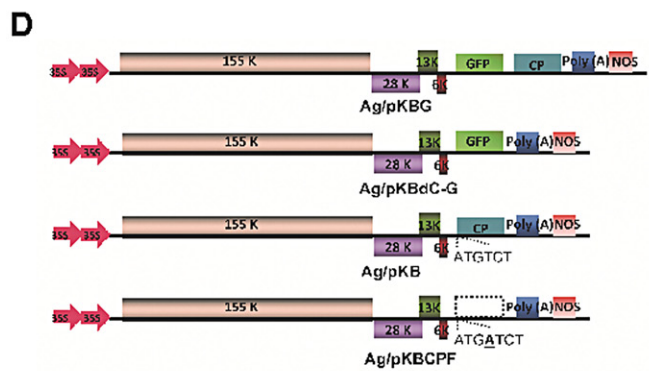 D
35S 35S 155 K 13K GFP CP Poly (A) NOS
28 K 6K
Ag/pKBG
35S 35S 155 K 13K GFP Poly (A) NOS
28 K 6K
Ag/pKBdC-G
35S 35S 155 K 13K CP Poly (A) NOS
28 K 6K
ATGTCT
Ag/pKB
35S 35S 155 K 13K Poly (A) NOS
28 K 6K
ATGATCT
Ag/pKBCPF